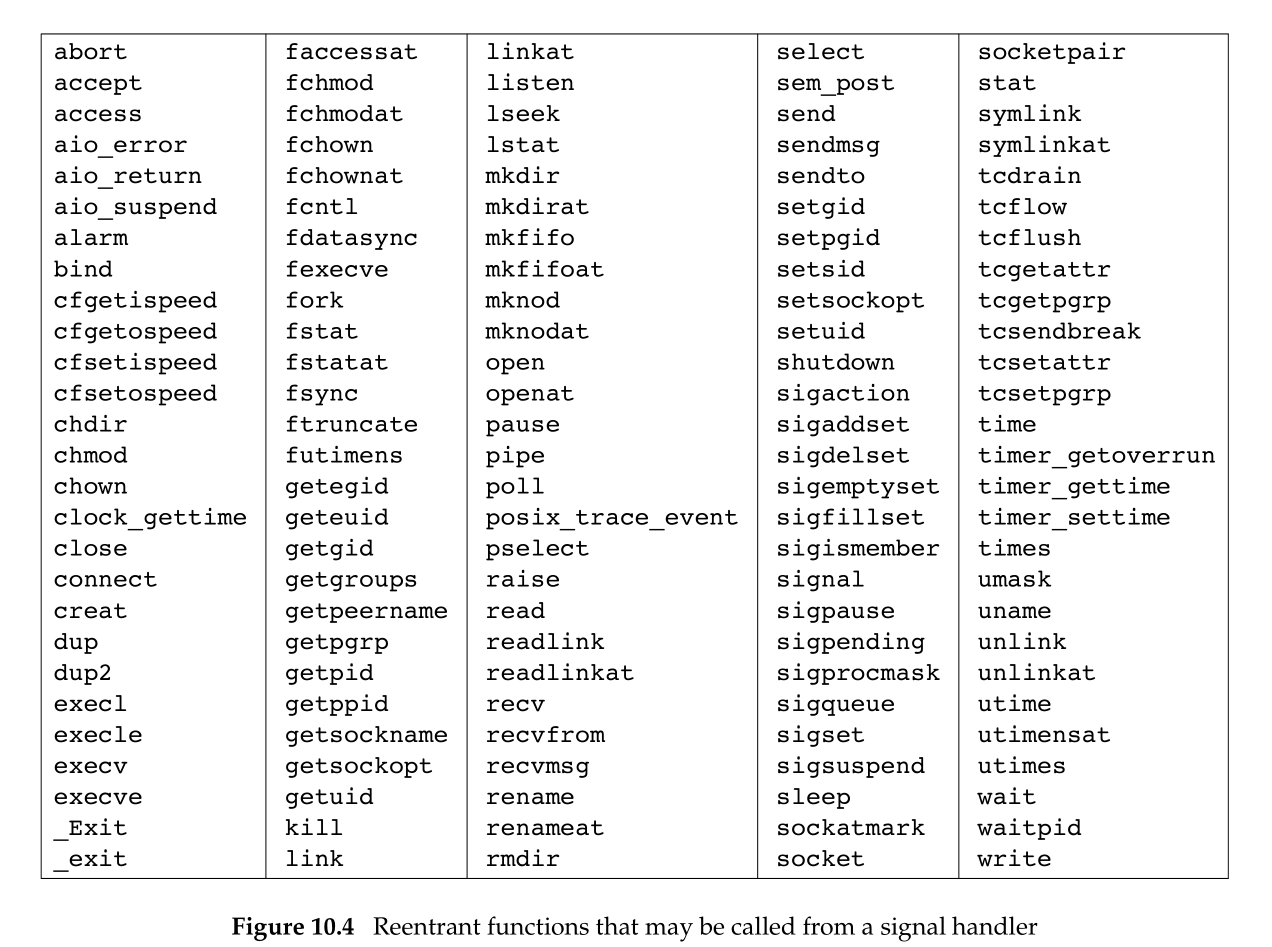 abort faccessat linkat select socketpair
accept fchmod listen sem_post stat
access fchmodat lseek send symlink
aio_error fchown lstat sendmsg symlinkat
aio_return fchownat mkdir sendto tcdrain
aio_suspend fcntl mkdirat setgid tcflow
alarm fdatasync mkfifo setpgid tcflush
bind fexecve mkfifoat setsid tcgetattr
cfgetispeed fork mknod setsockopt tcgetpgrp
cfgetospeed fstat mknodat setuid tcsendbreak
cfsetispeed fstatat open shutdown tcsetattr
cfsetospeed fsync openat sigaction tcsetpgrp
chdir ftruncate pause sigaddset time
chmod futimens pipe sigdelset timer_getoverrun
chown getegid poll sigemptyset timer_gettime
clock_gettime geteuid posix_trace_event sigfillset timer_settime
close getgid pselect sigismember times
connect getgroups raise signal umask
creat getpeername read sigpause uname
dup getpgrp readlink sigpending unlink
dup2 getpid readlinkat sigprocmask unlinkat
execl getppid recv sigqueue utime
execle getsockname recvfrom sigset utimensat
execv getsockopt recvmsg sigsuspend utimes
execve getuid rename sleep wait
_Exit kill renameat sockatmark waitpid
_exit link rmdir socket write
Figure 10.4 Reentrant functions that may be called from a signal handler